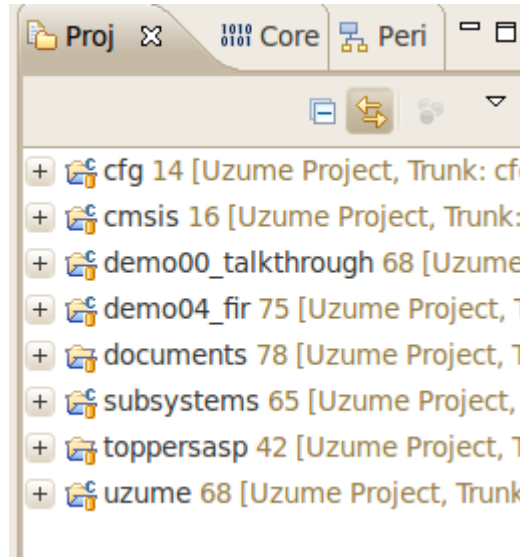 Proj Core Peri
cfg 14 [Uzume Project, Trunk: cf
cmsis 16 [Uzume Project, Trunk:
demo00_talkthrough 68 [Uzume
demo04_fir 75 [Uzume Project,
documents 78 [Uzume Project,
subsystems 65 [Uzume Project,
toppersasp 42 [Uzume Project,
uzume 68 [Uzume Project, Trunk